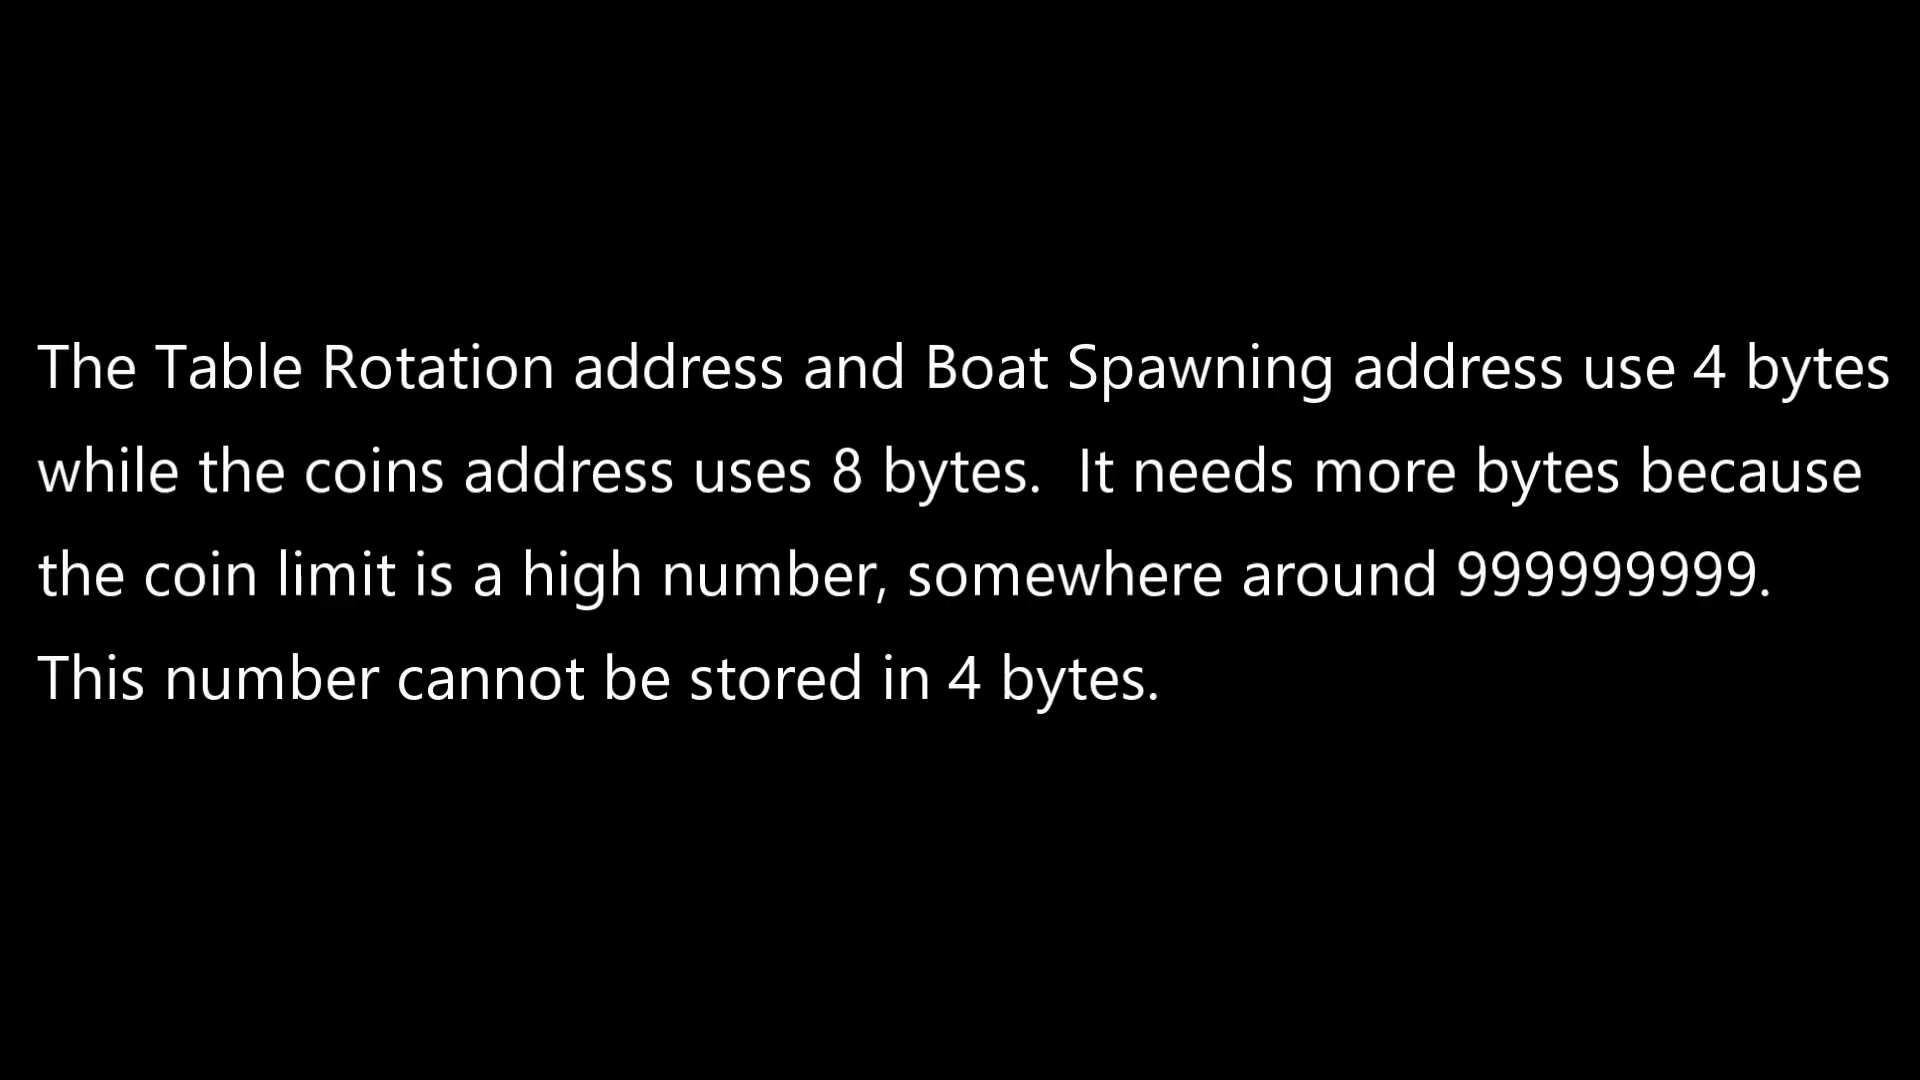 The Table Rotation address and Boat Spawning address use 4 bytes
while the coins address uses 8 bytes.  It needs more bytes because
the coin limit is a high number, somewhere around 999999999.
This number cannot be stored in 4 bytes.